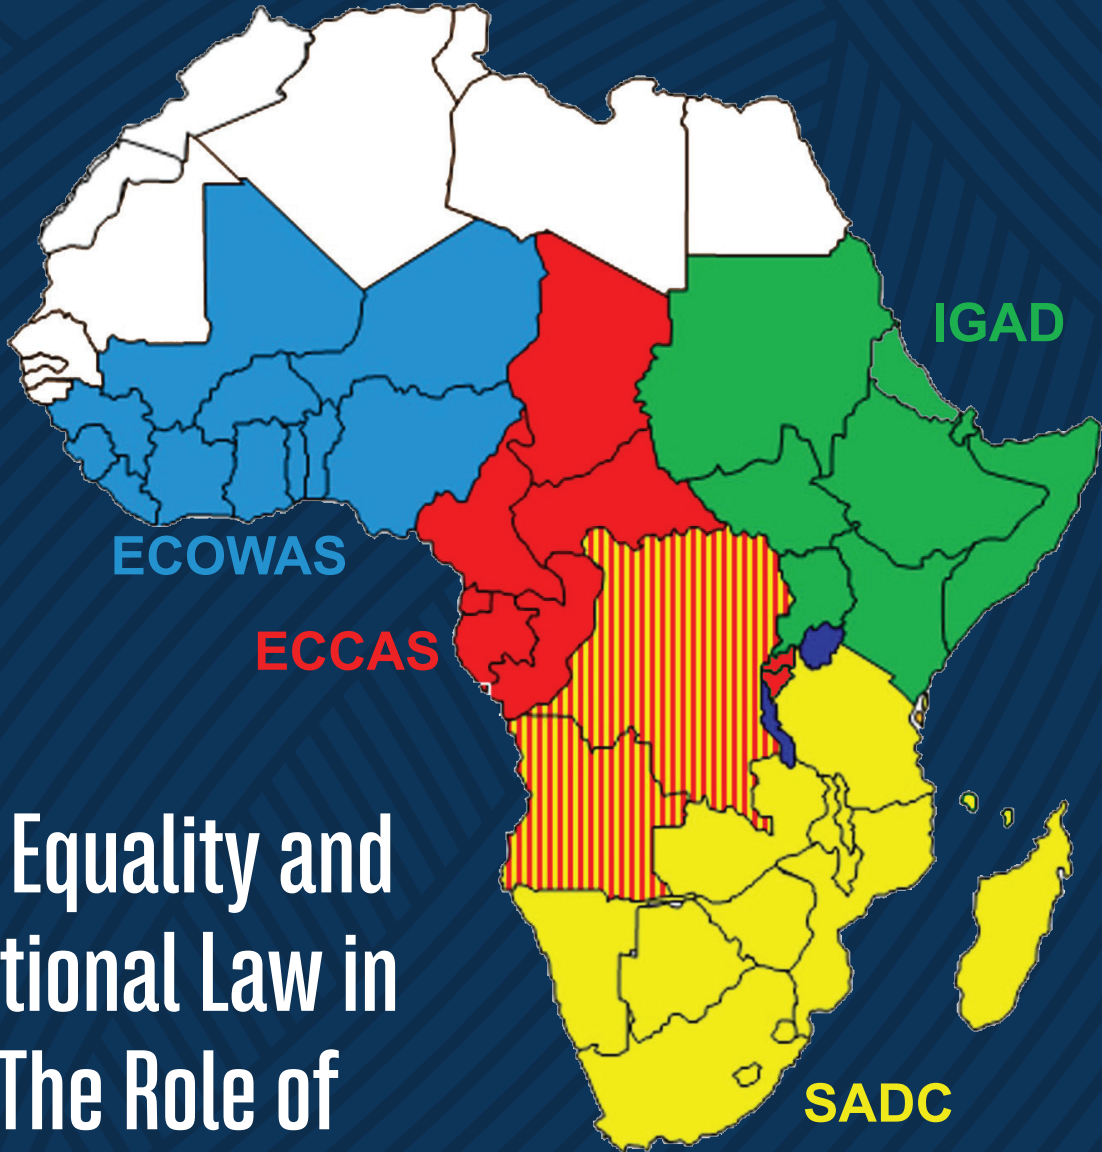 IGAD
ECOWAS
ECCAS
Equality and
tional Law in
The Role of
SADC